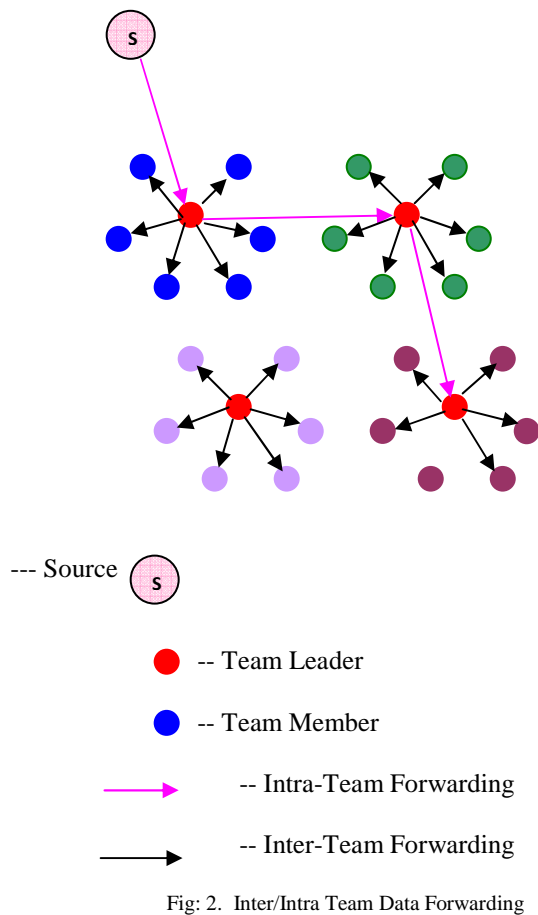 S
--- Source S
-- Team Leader
-- Team Member
-- Intra-Team Forwarding
-- Inter-Team Forwarding
Fig: 2. Inter/Intra Team Data Forwarding